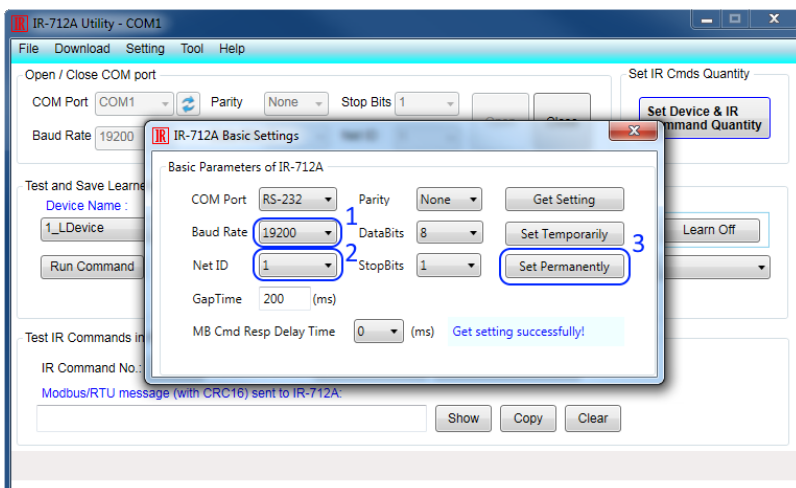 IR-712A Utility - COM1
File Download Setting Tool Help
Open / Close COM port
Set IR Cmds Quantity
COM Port COM1 Parity None Stop Bits 1
Set Device & IR
Command Quantity
Baud Rate 19200
IR IR-712A Basic Settings
Basic Parameters of IR-712A
COM Port RS-232 Parity None Get Setting
1
Baud Rate 19200 DataBits 8 Set Temporarily
2 3
Net ID 1 StopBits 1 Set Permanently
GapTime 200 (ms)
MB Cmd Resp Delay Time 0 (ms) Get setting successfully!
Test and Save Learne
Device Name :
1_LDevice Learn Off
Run Command
Test IR Commands in
IR Command No.:
Modbus/RTU message (with CRC16) sent to IR-712A:
Show Copy Clear